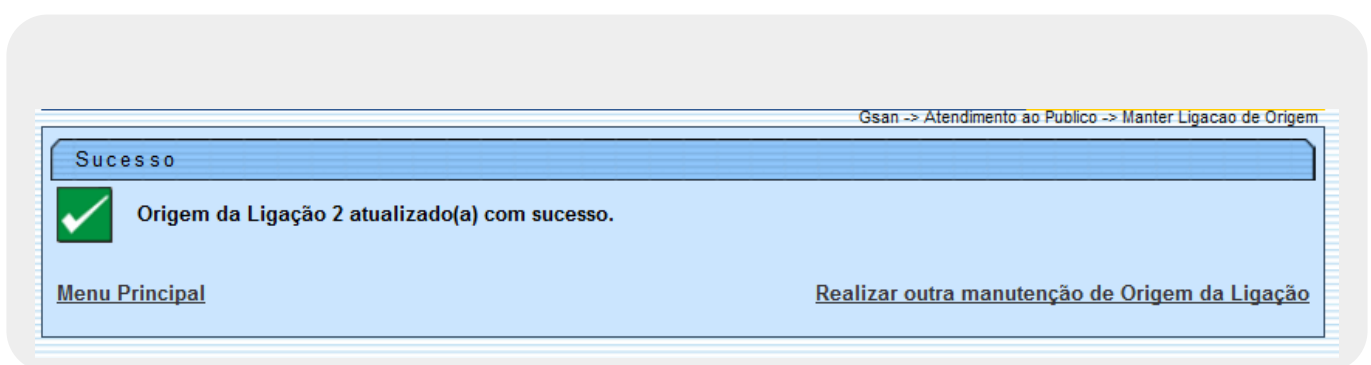 Gsan -> Atendimento ao Publico -> Manter Ligacao de Origem
Sucesso
Origem da Ligação 2 atualizado(a) com sucesso.
Menu Principal
Realizar outra manutenção de Origem da Ligação